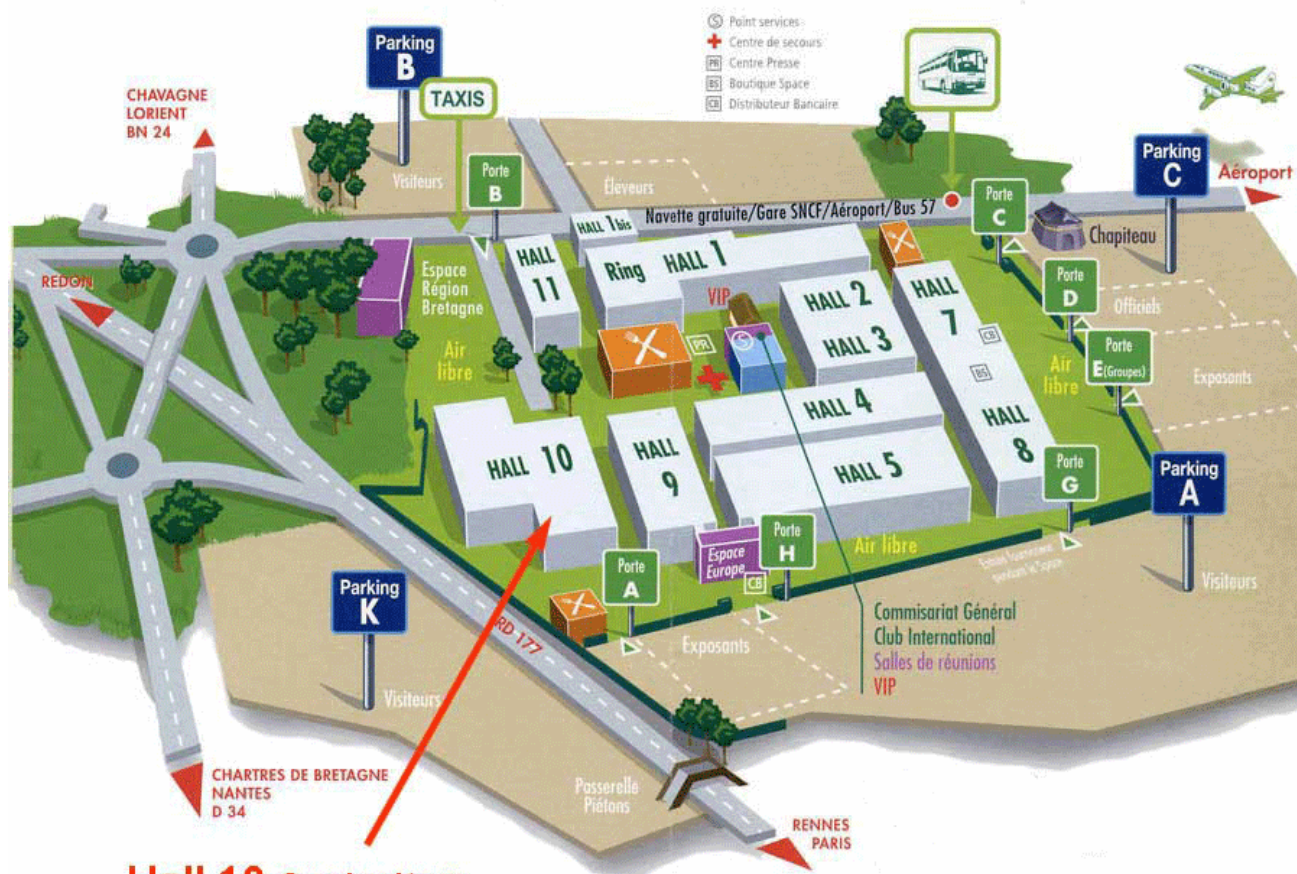 Point services
Centre de secours
PR Centre Presse
BS Boutique Space
CB Distributeur Bancaire
Parking
B
TAXIS
CHAVAGNE
LORIENT
BN 24
Visiteurs
Porte
B
Éleveurs
Navette gratuite/Gare SNCF/Aéroport/Bus 57
Porte
C
Parking
C
Aéroport
Chapiteau
REDON
Espace
Région
Bretagne
Air
libre
HALL
11
HALL 1bis
Ring HALL 1
VIP
PR
S
HALL 2
HALL 3
HALL
7
CB
BS
HALL
8
Porte
D
Officiels
Porte
E(Groupes)
Air
libre
Exposants
HALL 4
HALL 5
HALL 10
HALL
9
Porte
G
Parking
A
Visiteurs
Espace
Europe
CB
Porte
H
Air libre
Porte
A
Exposants
Parking
K
Visiteurs
RD 177
Commisariat Général
Club International
Salles de réunions
VIP
Passerelle
Piétons
CHARTRES DE BRETAGNE
NANTES
D 34
RENNES
PARIS
Hall 10